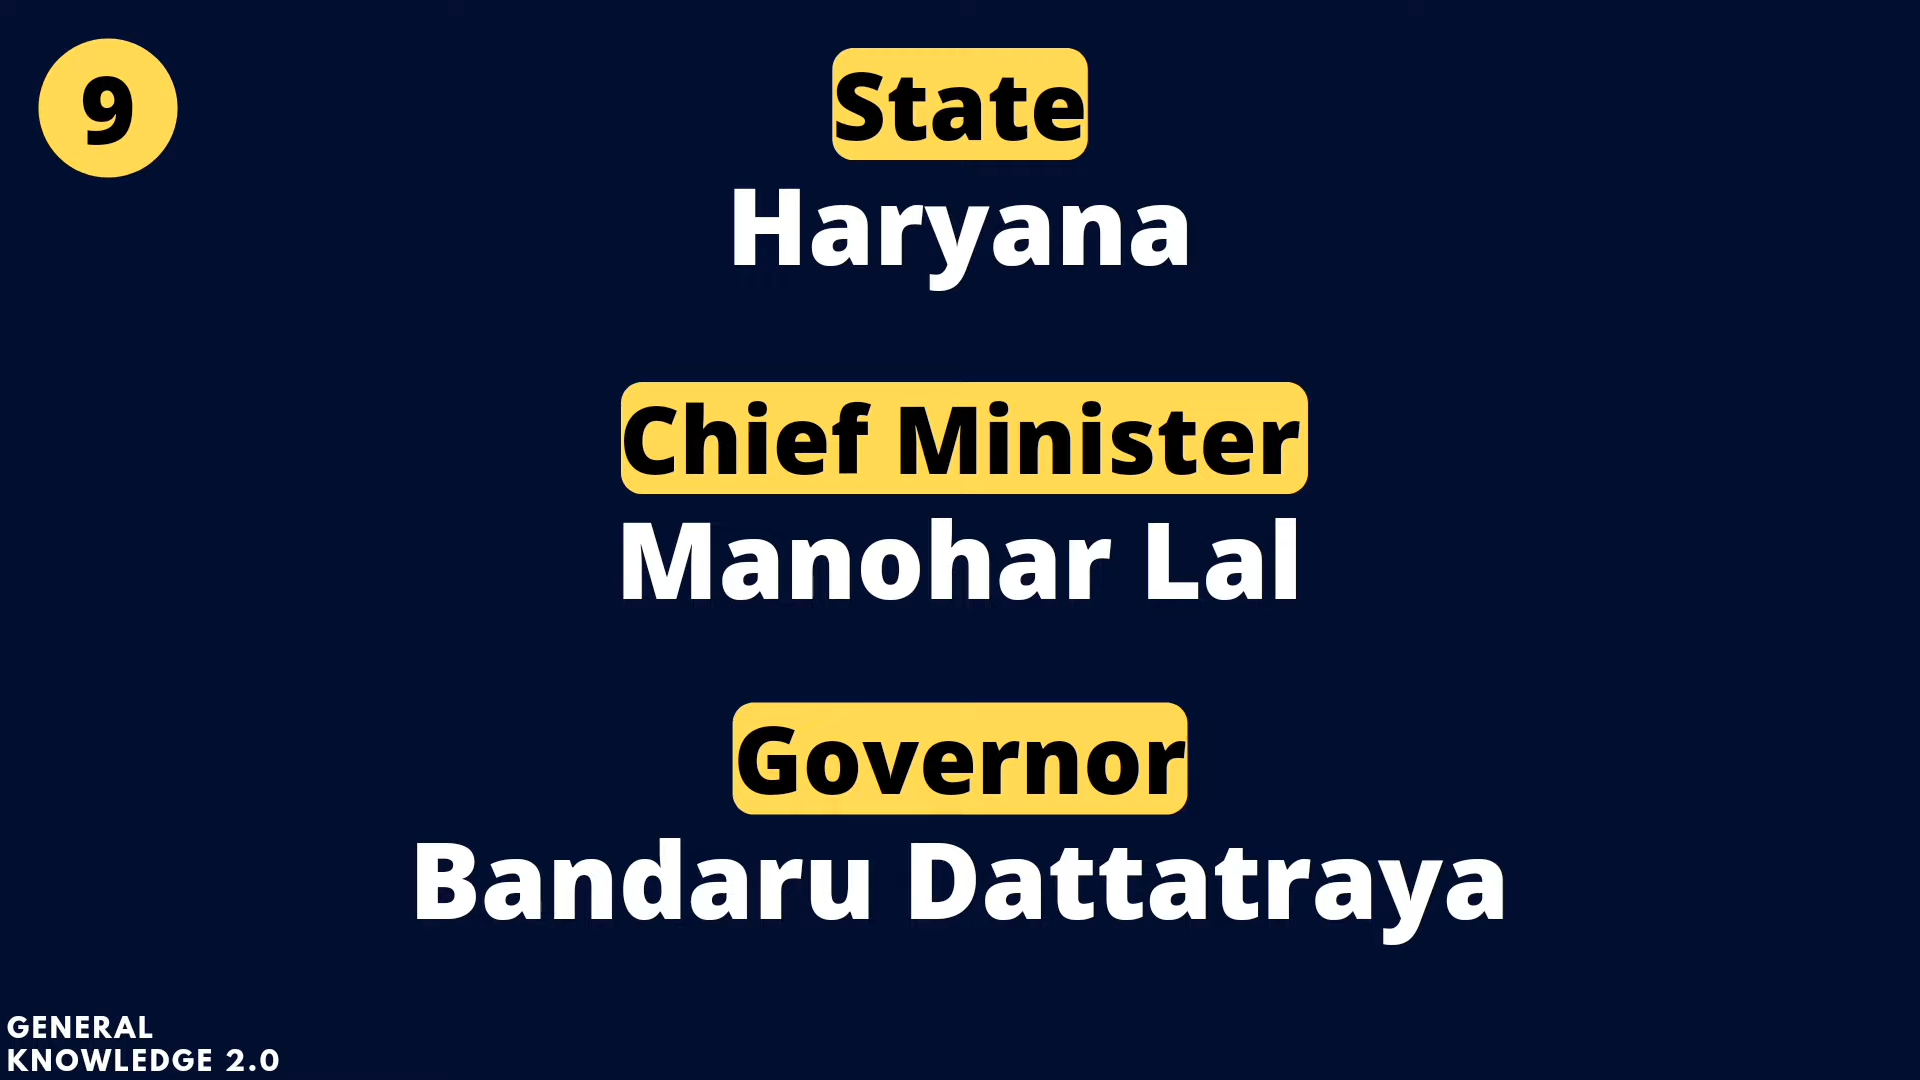 9
State
Haryana
Chief Minister
Manohar Lal
Governor
Bandaru Dattatraya
GENERAL
KNOWLEDGE 2.0